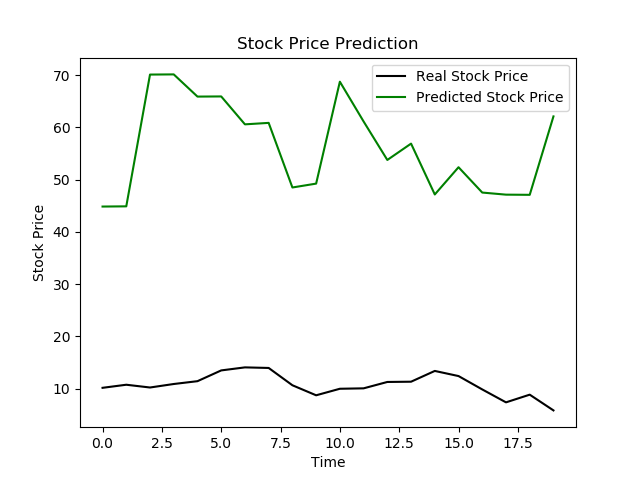 Stock Price Prediction
Real Stock Price
Predicted Stock Price
70
60
50
40
30
20
10
Stock Price
0.0 2.5 5.0 7.5 10.0 12.5 15.0 17.5
Time